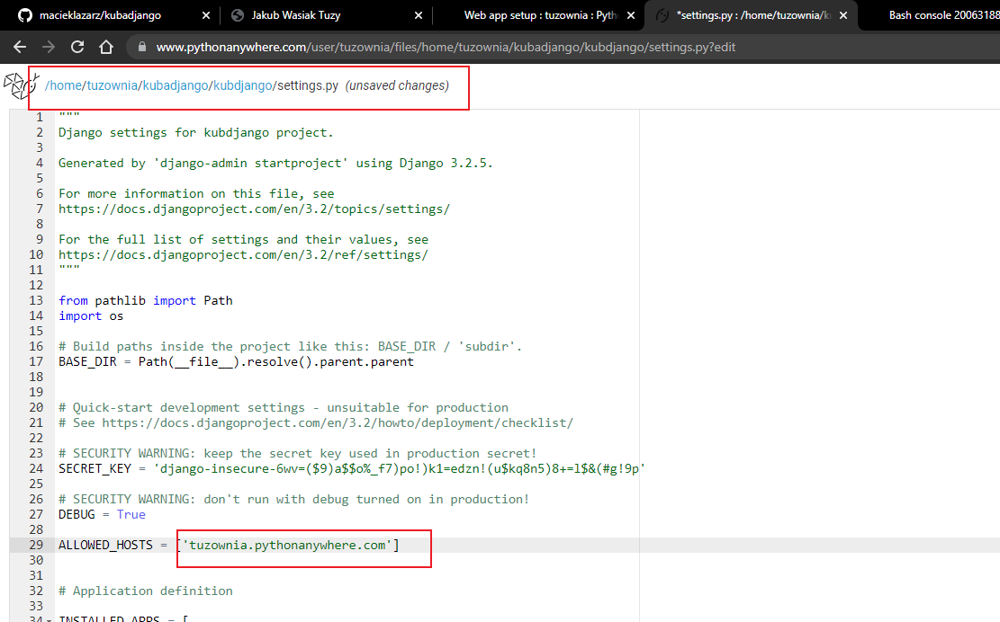 macieklazarz/kubadjango
Jakub Wasiak Tuzy
Web app setup : tuzownia : Pyth
*settings.py : /home/tuzownia/ku
Bash console 20063188
www.pythonanywhere.com/user/tuzownia/files/home/tuzownia/kubadjango/kubdjango/settings.py?edit
/home/tuzownia/kubadjango/kubdjango/settings.py (unsaved changes)
1 """
2 Django settings for kubdjango project.
3
4 Generated by 'django-admin startproject' using Django 3.2.5.
5
6 For more information on this file, see
7 https://docs.djangoproject.com/en/3.2/topics/settings/
8
9 For the full list of settings and their values, see
10 https://docs.djangoproject.com/en/3.2/ref/settings/
11 """
12
13 from pathlib import Path
14 import os
15
16 # Build paths inside the project like this: BASE_DIR / 'subdir'.
17 BASE_DIR = Path(__file__).resolve().parent.parent
18
19
20 # Quick-start development settings - unsuitable for production
21 # See https://docs.djangoproject.com/en/3.2/howto/deployment/checklist/
22
23 # SECURITY WARNING: keep the secret key used in production secret!
24 SECRET_KEY = 'django-insecure-6wv=($9)a$$o%_f7)po!)k1=edzn!(u$kq8n5)8+=l$&(#g!9p'
25
26 # SECURITY WARNING: don't run with debug turned on in production!
27 DEBUG = True
28
29 ALLOWED_HOSTS = ['tuzownia.pythonanywhere.com']
30
31
32 # Application definition
33
34 INSTALLED_APPS = [